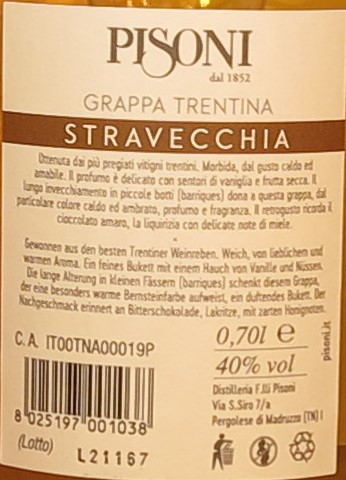 PISONI
dal 1852
GRAPPA TRENTINA
STRAVECCHIA
Ottenuta dai più pregiati vitigni trentini. Morbida, dal gusto caldo ed
amabile. Il profumo è delicato con sentori di vaniglia e frutta secca. Il
lungo invecchiamento in piccole botti (barriques) dona a questa grappa, dal
particolare colore caldo ed ambrato, profumo e fragranza. Il retrogusto ricorda il
cioccolato amaro, la liquirizia con delicate note di miele.
Gewonnen aus den besten Trentiner Weinreben. Weich, von lieblichem und
warmen Aroma. Ein feines Bukett mit einem Hauch von Vanille und Nüssen.
Die lange Alterung in kleinen Fässern (barriques) schenkt diesem Grappa,
der eine besonders warme Bernsteinfarbe aufweist, ein duftendes Bukett. Der
Nachgeschmack erinnert an Bitterschokolade, Lakritze, mit zarten Honignoten.
C.A. IT00TNA00019P
0,70l e
40% vol
pisoni.it
Distilleria F.lli Pisoni
Via S.Siro 7/a
Pergolese di Madruzzo (TN) I
8 025197 001038
(Lotto)
L21167